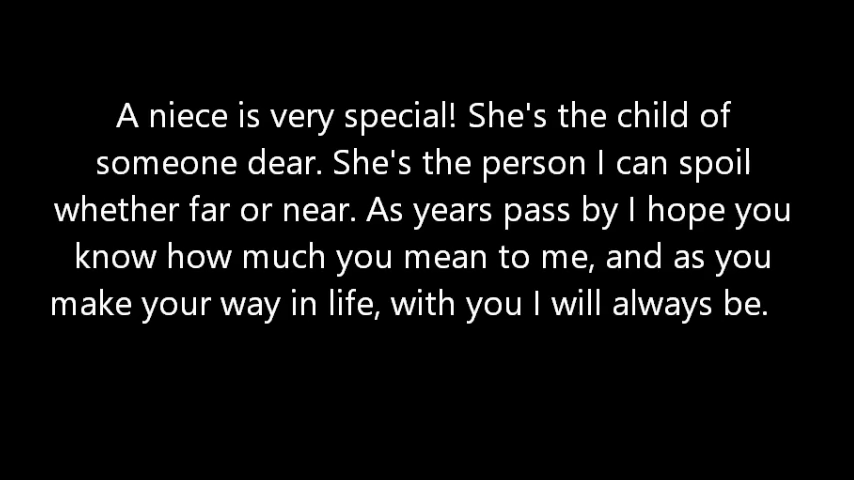 A niece is very special! She's the child of
someone dear. She's the person I can spoil
whether far or near. As years pass by I hope you
know how much you mean to me, and as you
make your way in life, with you I will always be.